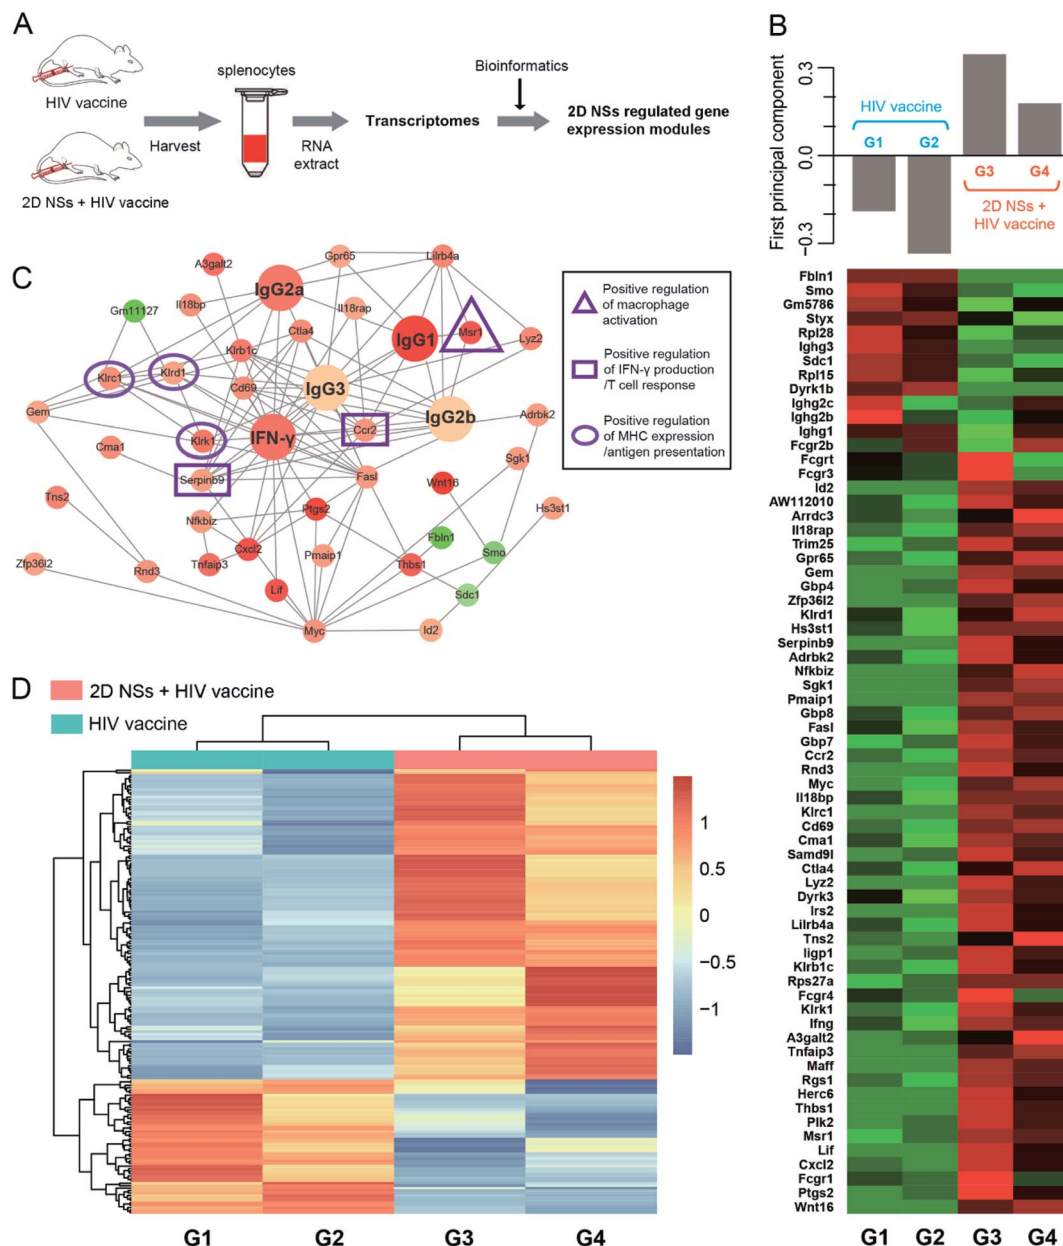 A
HIV vaccine
2D NSs + HIV vaccine
Harvest
splenocytes
RNA
extract
Transcriptomes
Bioinformatics
2D NSs regulated gene
expression modules
B
First principal component
0.3
0.0
−0.3
HIV vaccine
G1
G2
G3
G4
2D NSs +
HIV vaccine
Fbln1
Smo
Gm5786
Styx
Rpl28
Ighg3
Sdc1
Rpl15
Dyrk1b
Ighg2c
Ighg2b
Ighg1
Fcgr2b
Fcgrt
Fcgr3
Id2
AW112010
Arrdc3
Il18rap
Trim25
Gpr65
Gem
Gbp4
Zfp36l2
Klrd1
Hs3st1
Serpinb9
Adrbk2
Nfkbiz
Sgk1
Pmaip1
Gbp8
Fasl
Gbp7
Ccr2
Rnd3
Myc
Il18bp
Klrc1
Cd69
Cma1
Samd9l
Ctla4
Lyz2
Dyrk3
Irs2
Lilrb4a
Tns2
Iigp1
Klrb1c
Rps27a
Fcgr4
Klrk1
Ifng
A3galt2
Tnfaip3
Maff
Rgs1
Herc6
Thbs1
Plk2
Msr1
Lif
Cxcl2
Fcgr1
Ptgs2
Wnt16
G1 G2 G3 G4
C
A3galt2
Gpr65
Lilrb4a
IgG2a
Gm11127
Il18bp
Il18rap
Ctla4
IgG1
Msr1
Lyz2
Klrb1c
Klrc1
Klrd1
Cd69
IgG3
Gem
IgG2b
Adrbk2
Klrk1
IFN-γ
Ccr2
Cma1
Sgk1
Serpinb9
Fasl
Wnt16
Tns2
Ptgs2
Hs3st1
Nfkbiz
Fbln1
Zfp36l2
Rnd3
Tnfaip3
Cxcl2
Pmaip1
Thbs1
Smo
Lif
Sdc1
Myc
Id2
Positive regulation
of macrophage
activation
Positive regulation
of IFN-γ production
/T cell response
Positive regulation
of MHC expression
/antigen presentation
D
2D NSs + HIV vaccine
HIV vaccine
1
0.5
0
−0.5
−1
G1 G2 G3 G4